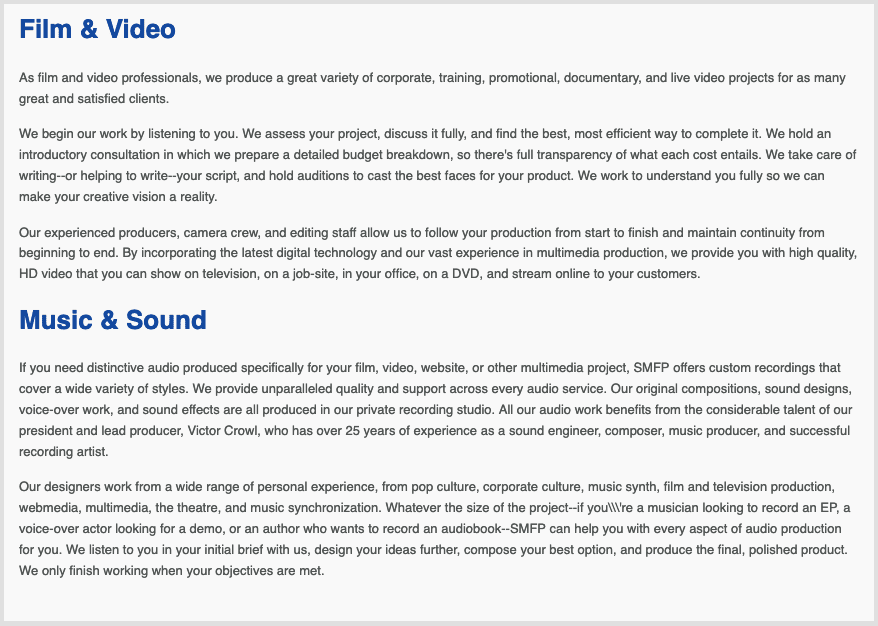 Film & Video
As film and video professionals, we produce a great variety of corporate, training, promotional, documentary, and live video projects for as many
great and satisfied clients.
We begin our work by listening to you. We assess your project, discuss it fully, and find the best, most efficient way to complete it. We hold an
introductory consultation in which we prepare a detailed budget breakdown, so there's full transparency of what each cost entails. We take care of
writing--or helping to write--your script, and hold auditions to cast the best faces for your product. We work to understand you fully so we can
make your creative vision a reality.
Our experienced producers, camera crew, and editing staff allow us to follow your production from start to finish and maintain continuity from
beginning to end. By incorporating the latest digital technology and our vast experience in multimedia production, we provide you with high quality,
HD video that you can show on television, on a job-site, in your office, on a DVD, and stream online to your customers.
Music & Sound
If you need distinctive audio produced specifically for your film, video, website, or other multimedia project, SMFP offers custom recordings that
cover a wide variety of styles. We provide unparalleled quality and support across every audio service. Our original compositions, sound designs,
voice-over work, and sound effects are all produced in our private recording studio. All our audio work benefits from the considerable talent of our
president and lead producer, Victor Crowl, who has over 25 years of experience as a sound engineer, composer, music producer, and successful
recording artist.
Our designers work from a wide range of personal experience, from pop culture, corporate culture, music synth, film and television production,
webmedia, multimedia, the theatre, and music synchronization. Whatever the size of the project--if you\\\'re a musician looking to record an EP, a
voice-over actor looking for a demo, or an author who wants to record an audiobook--SMFP can help you with every aspect of audio production
for you. We listen to you in your initial brief with us, design your ideas further, compose your best option, and produce the final, polished product.
We only finish working when your objectives are met.